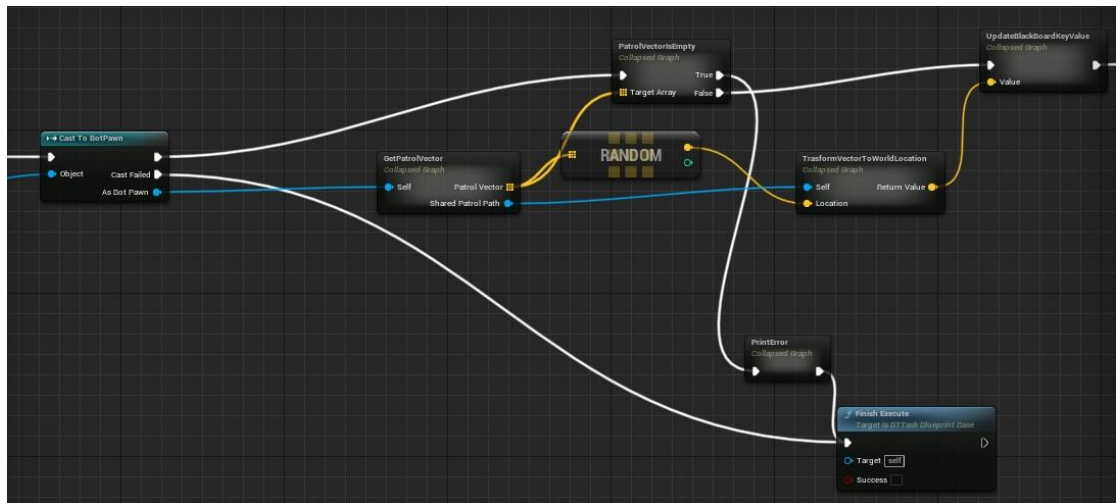 UpdateBlackBoardKeyValue
Collapsed Graph
Value
PatrolVectorIsEmpty
Collapsed Graph
True
Target Array
False
Cast To BotPawn
Object
Cast Failed
As Bot Pawn
GetPatrolVector
Collapsed Graph
Self
Patrol Vector
Shared Patrol Path
RANDOM
TrasformVectorToWorldLocation
Collapsed Graph
Self
Return Value
Location
PrintError
Collapsed Graph
Finish Execute
Target is BTTask Blueprint Base
Target self
Success